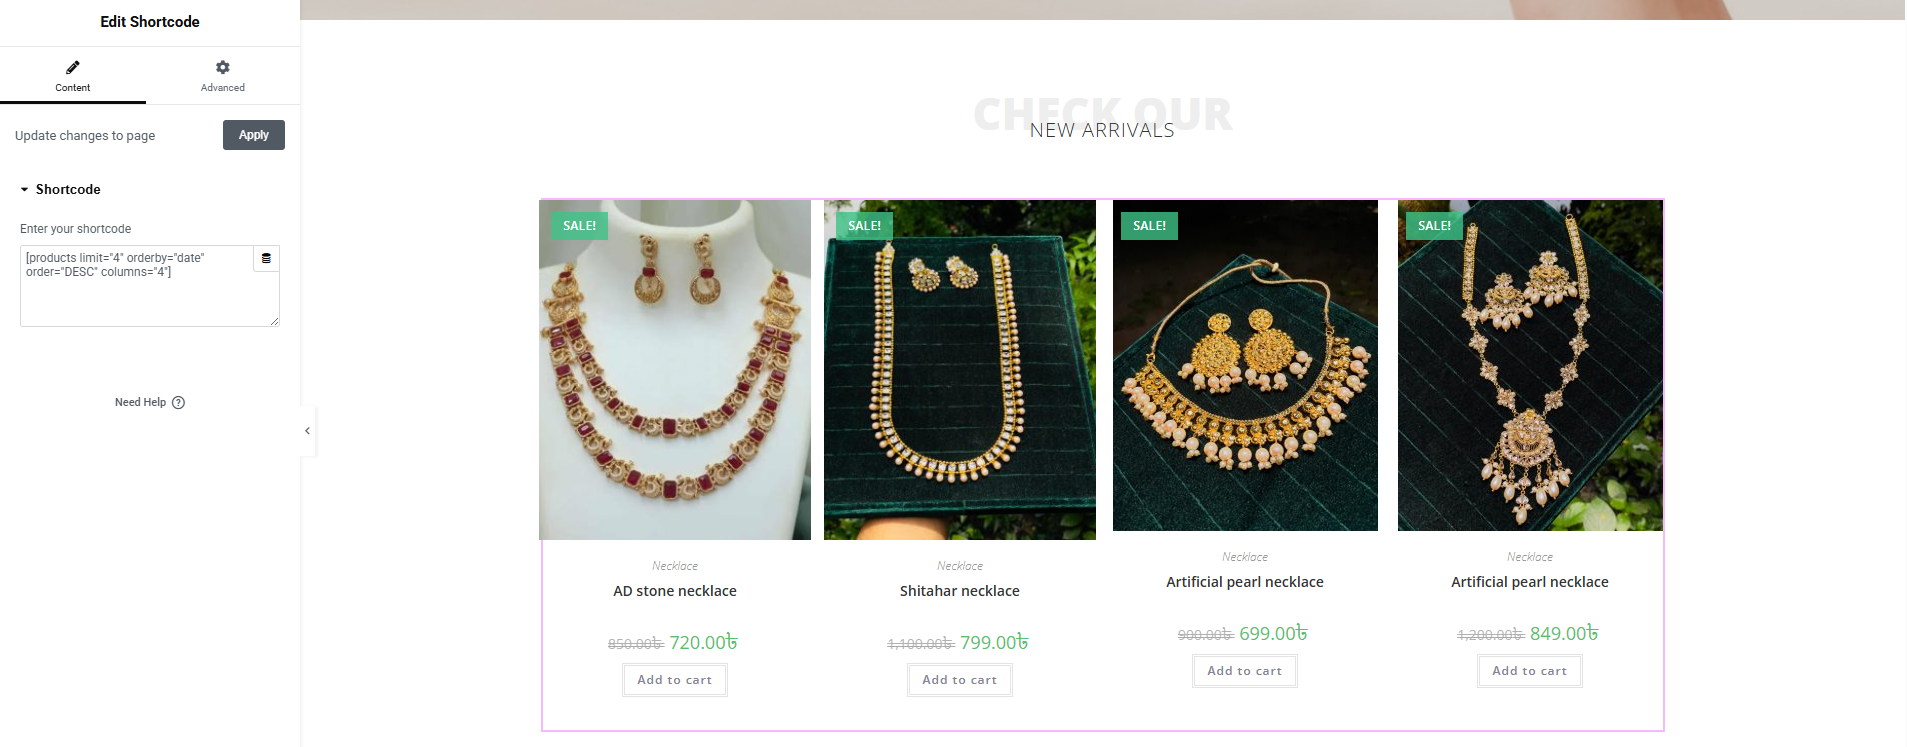 Edit Shortcode
Content
Advanced
Update changes to page
Apply
Shortcode
Enter your shortcode
[products limit="4" orderby="date"
order="DESC" columns="4"]
Need Help
CHECK OUR
NEW ARRIVALS
SALE!
SALE!
SALE!
SALE!
Necklace
AD stone necklace
850.00৳ 720.00৳
Add to cart
Necklace
Shitahar necklace
1,100.00৳ 799.00৳
Add to cart
Necklace
Artificial pearl necklace
900.00৳ 699.00৳
Add to cart
Necklace
Artificial pearl necklace
1,200.00৳ 849.00৳
Add to cart